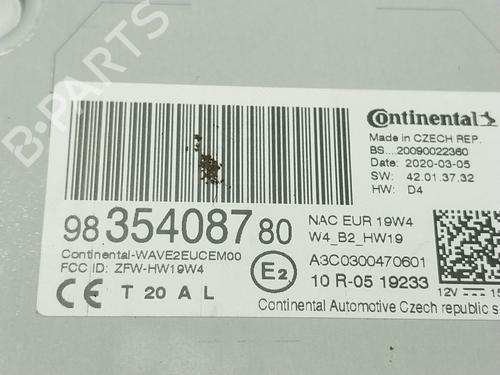 B-PARTS
Continental
Made in CZECH REP.
BS....20090022360
Date: 2020-03-05
SW: 42.01.37.32
HW: D4
98 354087 80
NAC EUR 19W4
W4_B2_HW19
Continental-WAVE2EUCEM00
FCC ID: ZFW-HW19W4
E2
A3C0300470601
10 R-05 19233
CE T 20 A L
12V
Continental Automotive Czech republic